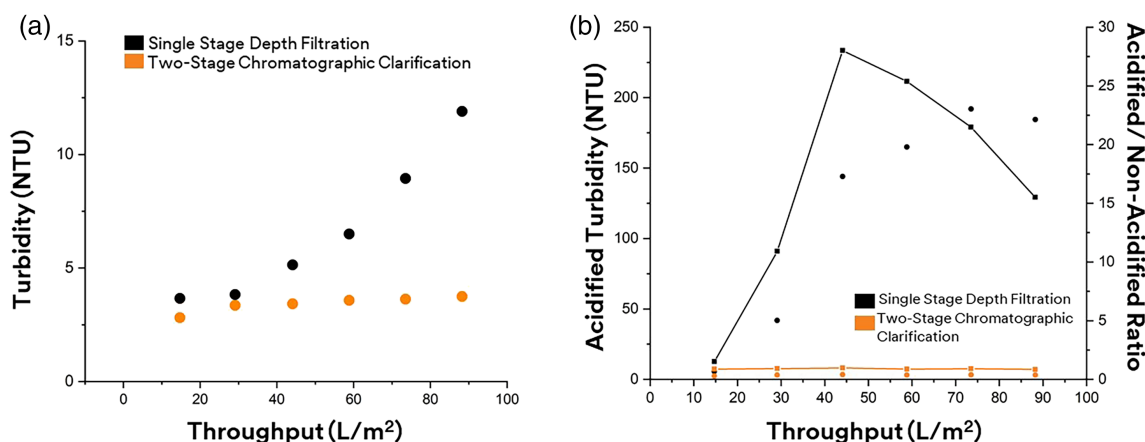 (a)
15
10
5
0
Turbidity (NTU)
Single Stage Depth Filtration
Two-Stage Chromatographic Clarification
0 20 40 60 80 100
Throughput (L/m²)
(b)
250
200
150
100
50
0
Acidified Turbidity (NTU)
30
25
20
15
10
5
0
Acidified/ Non-Acidified Ratio
Single Stage Depth Filtration
Two-Stage Chromatographic
Clarification
0 10 20 30 40 50 60 70 80 90 100
Throughput (L/m²)